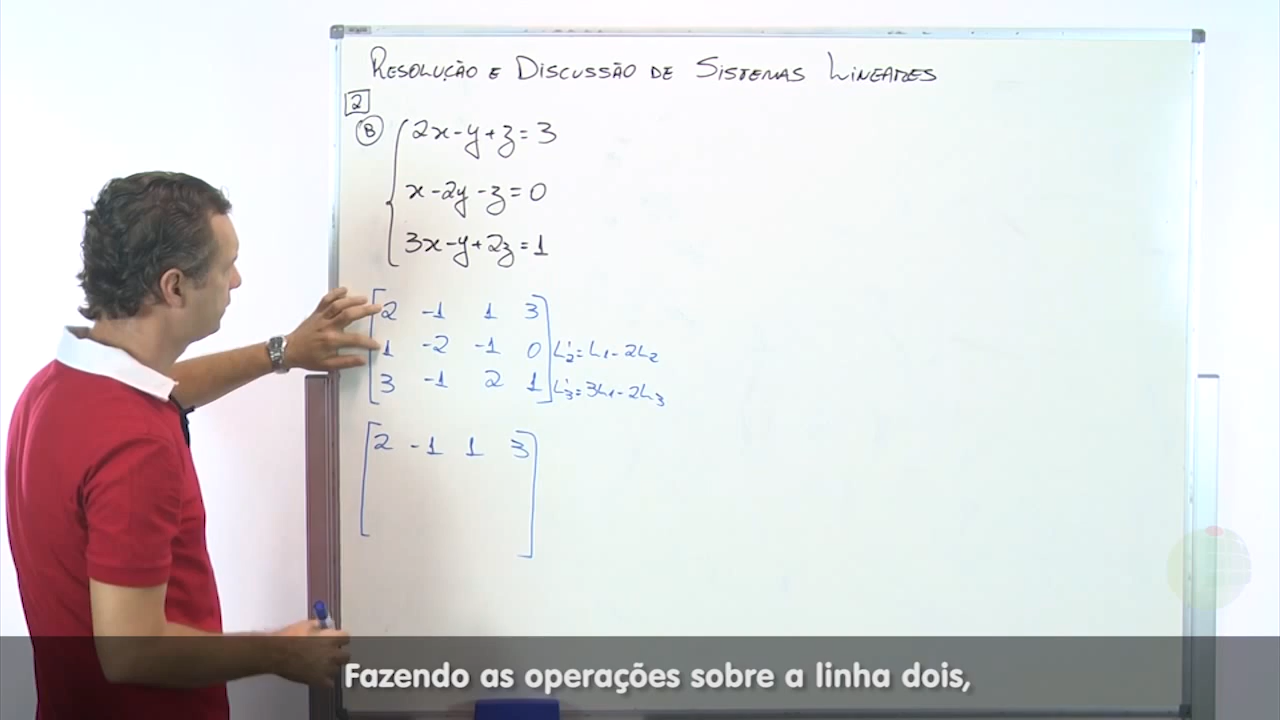 RESOLUÇÃO E DISCUSSÃO DE SISTEMAS LINEARES
2
B 2x-y+z=3
x-2y-z=0
3x-y+2z=1
2 -1 1 3
1 -2 -1 0 L'2=L1-2L2
3 -1 2 1 L'3=3L1-2L3
2 -1 1 3
Fazendo as operações sobre a linha dois,